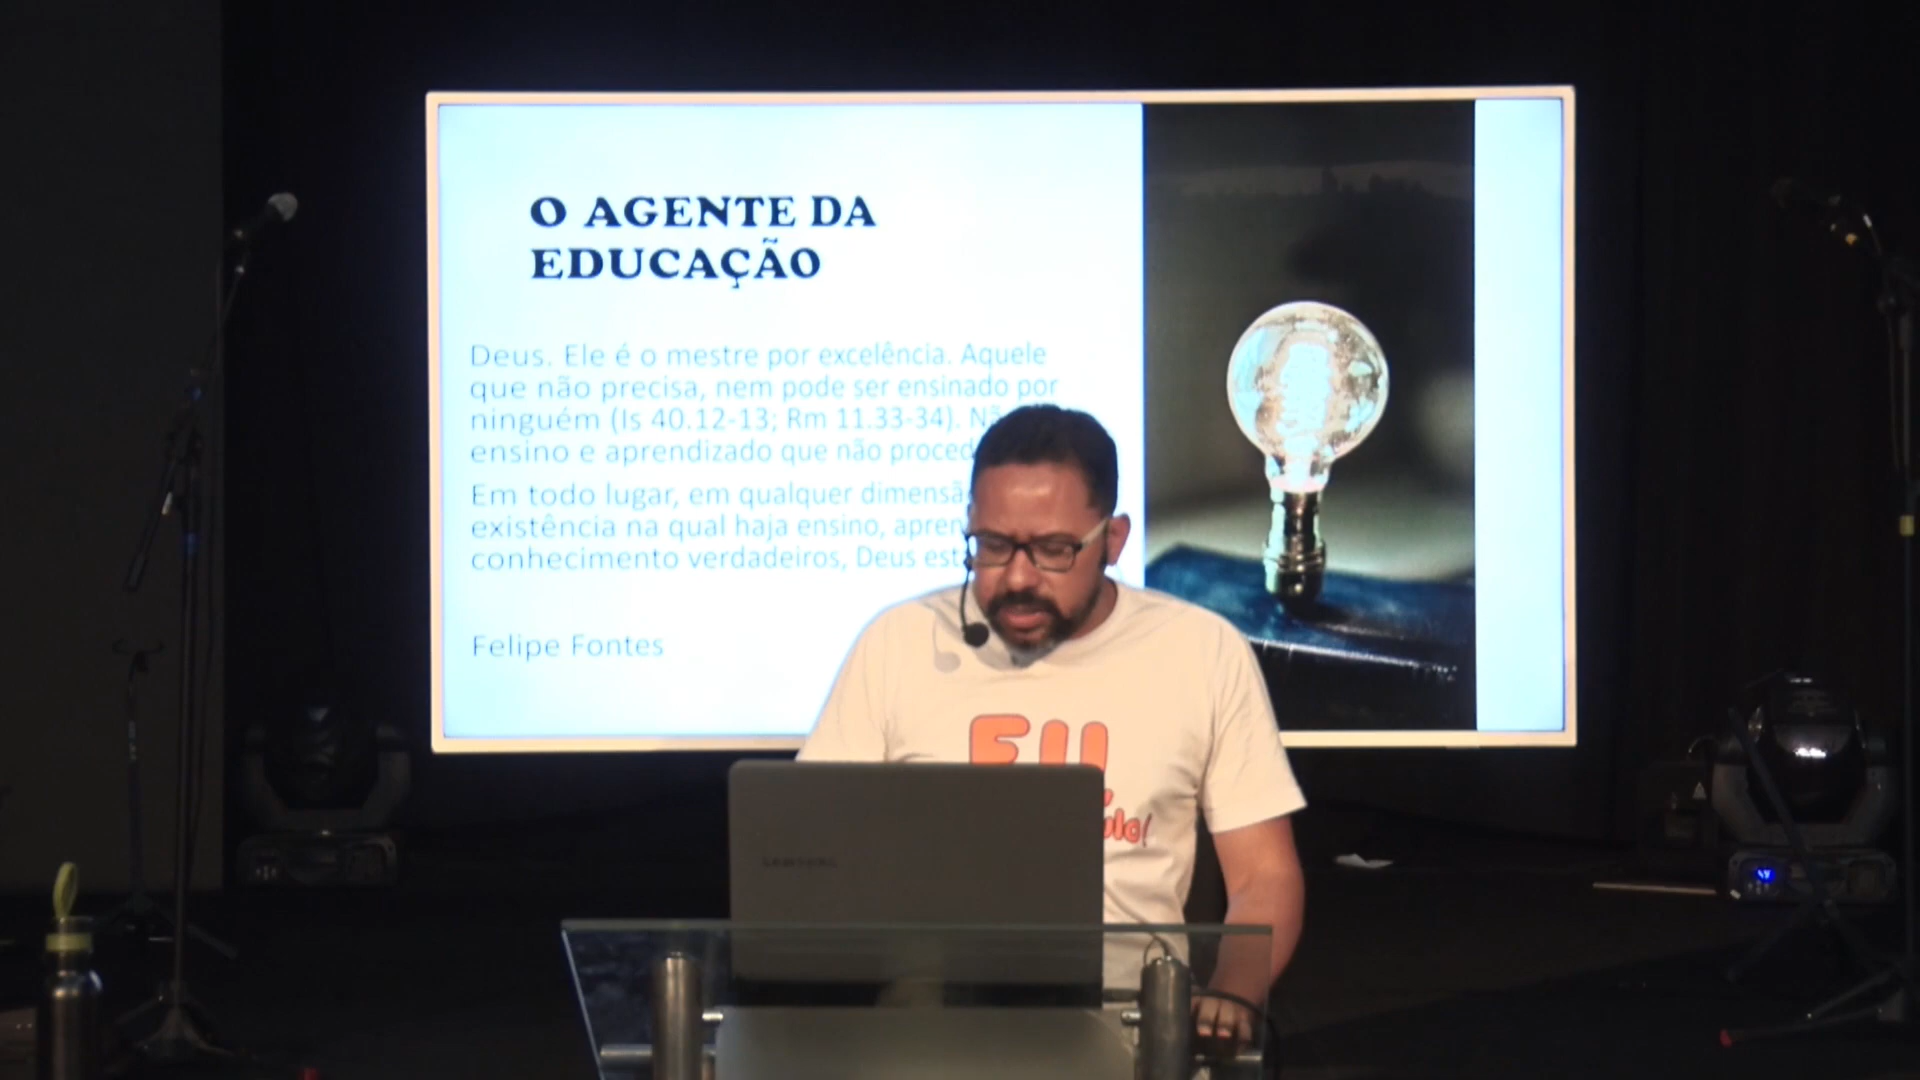 O AGENTE DA
EDUCAÇÃO
Deus. Ele é o mestre por excelência. Aquele
que não precisa, nem pode ser ensinado por
ninguém (Is 40.12-13; Rm 11.33-34).
ensino e aprendizado que não
Em todo lugar, em qualquer
existência na qual haja ensino,
conhecimento verdadeiros, Deus
Felipe Fontes
EU